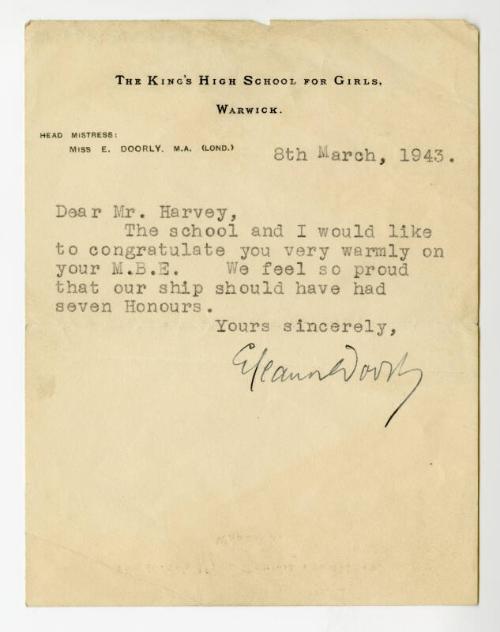 The King's High School for Girls,
Warwick.
HEAD MISTRESS:
MISS E. DOORLY. M.A. (LOND.)
8th March, 1943.
Dear Mr. Harvey,
The school and I would like
to congratulate you very warmly on
your M.B.E. We feel so proud
that our ship should have had
seven Honours.
Yours sincerely,
Eleanor Doorly